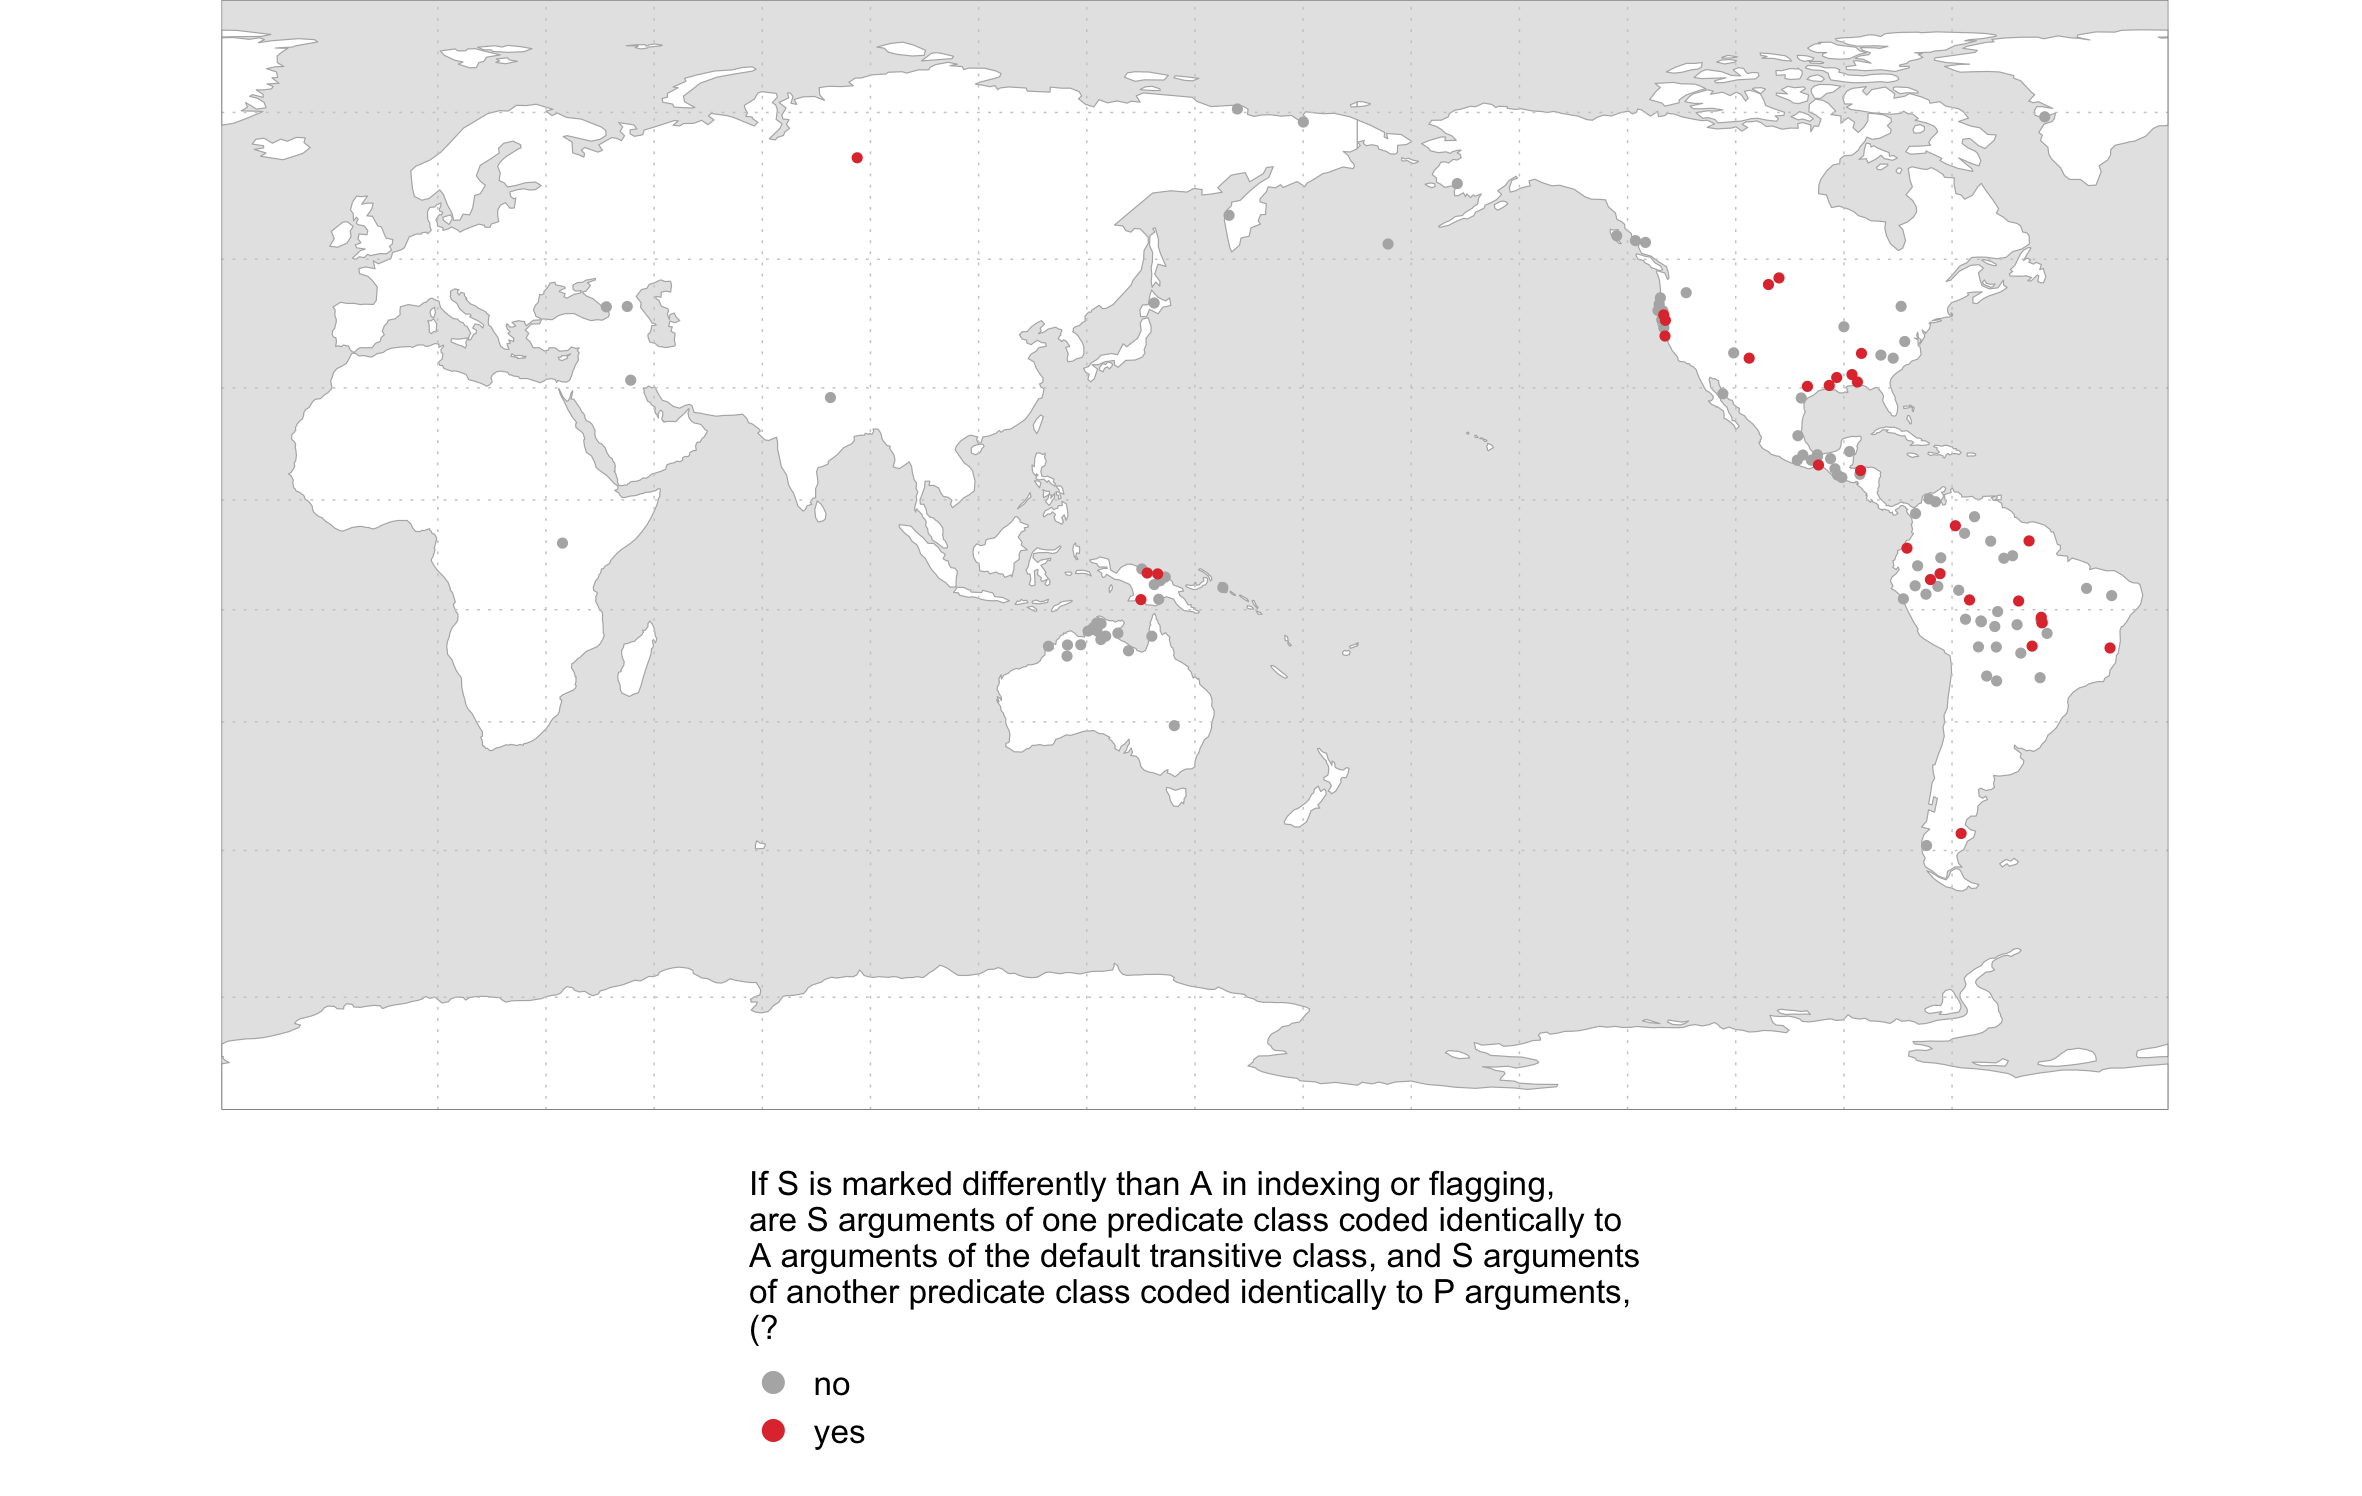 If S is marked differently than A in indexing or flagging,
are S arguments of one predicate class coded identically to
A arguments of the default transitive class, and S arguments
of another predicate class coded identically to P arguments,
(?
no
yes